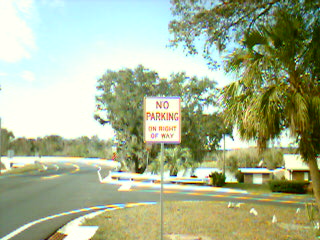 NO
PARKING
ON RIGHT
OF WAY